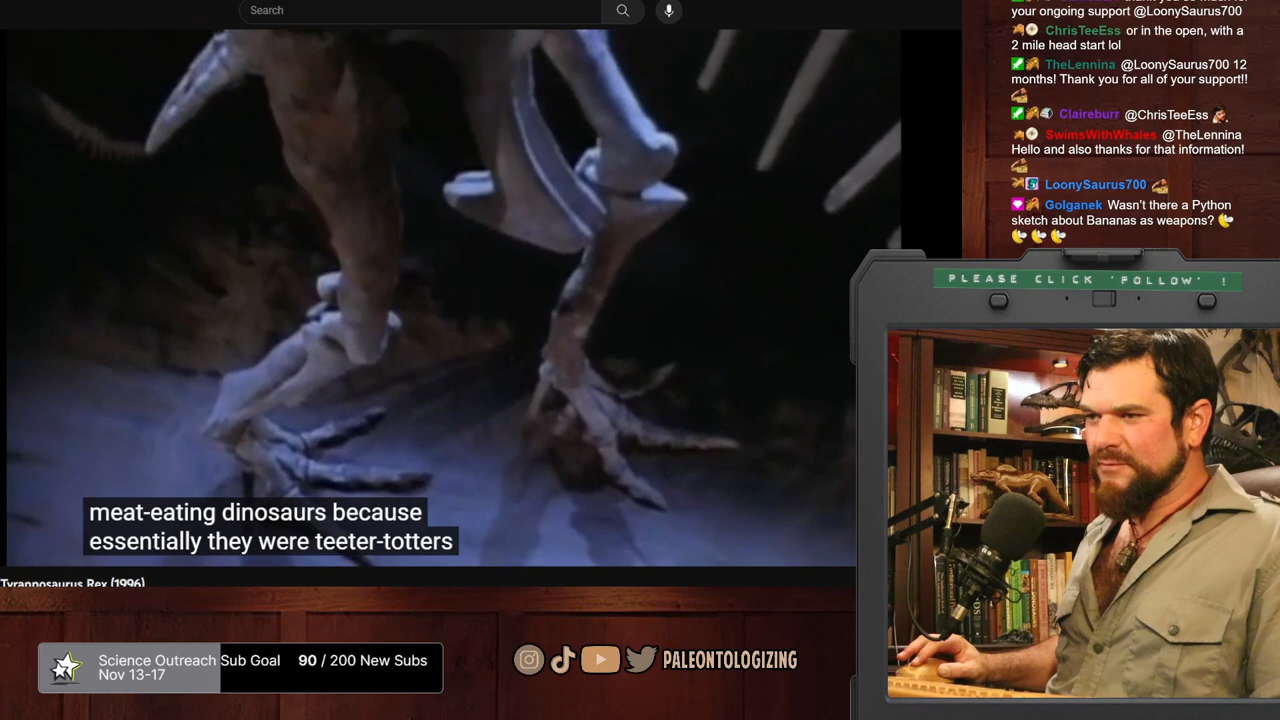 Search
your ongoing support @LoonySaurus700
ChrisTeeEss or in the open, with a
2 mile head start lol
TheLennina @LoonySaurus700 12
months! Thank you for all of your support!!
Claireburr @ChrisTeeEss
SwimsWithWhales @TheLennina
Hello and also thanks for that information!
LoonySaurus700
Golganek Wasn't there a Python
sketch about Bananas as weapons?
PLEASE CLICK 'FOLLOW' !
meat-eating dinosaurs because
essentially they were teeter-totters
Tyrannosaurus Rex (1996)
Science Outreach Sub Goal 90 / 200 New Subs
Nov 13-17
PALEONTOLOGIZING